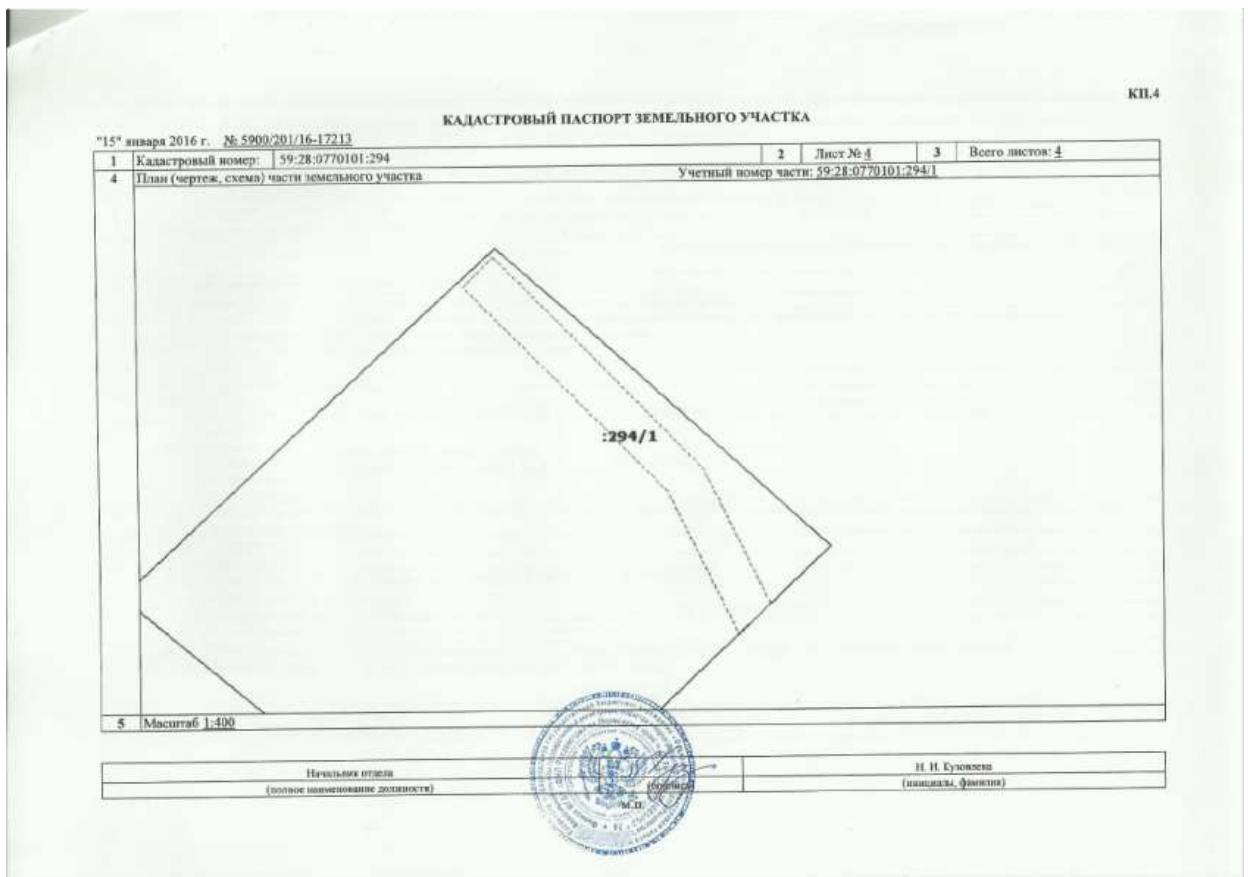 КП.4
КАДАСТРОВЫЙ ПАСПОРТ ЗЕМЕЛЬНОГО УЧАСТКА
"15" января 2016 г. № 5900/201/16-17213
1 Кадастровый номер: 59:28:0770101:294 2 Лист № 4 3 Всего листов: 4
4 План (чертеж, схема) части земельного участка Учетный номер части: 59:28:0770101:294/1
:294/1
5 Масштаб 1:400
Начальник отдела Н. И.
(полное наименование должности) (подпись) (инициалы, фамилия)
М.П.